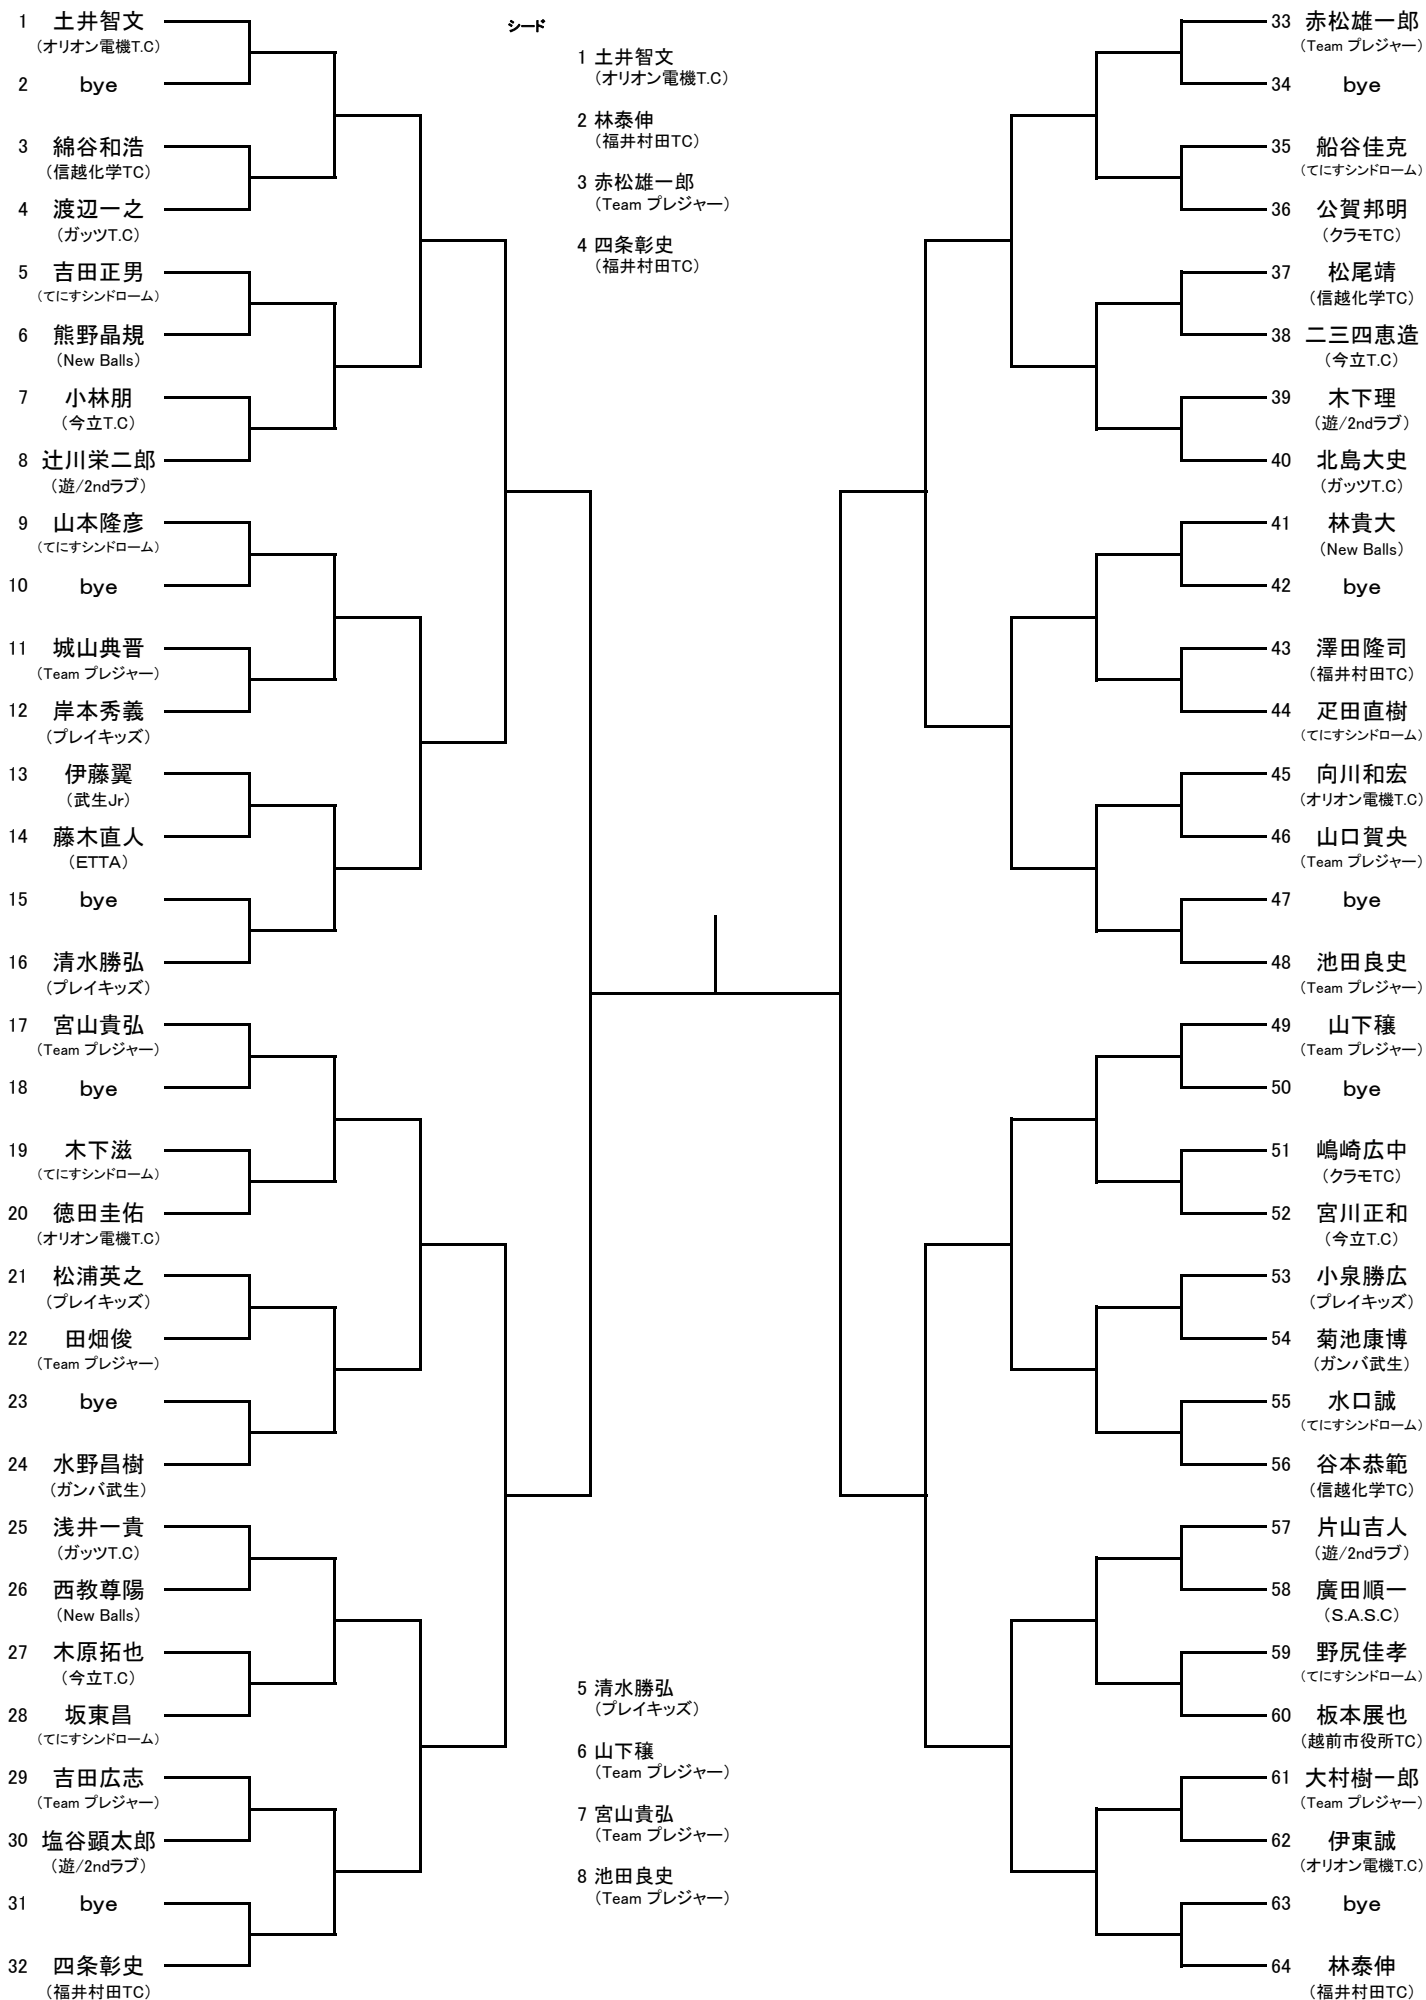 1 土井智文
（オリオン電機T.C）
2 bye
3 綿谷和浩
（信越化学TC）
4 渡辺一之
（ガッツT.C）
5 吉田正男
（てにすシンドローム）
6 熊野晶規
（New Balls）
7 小林朋
（今立T.C）
8 辻川栄二郎
（遊/2ndラブ）
9 山本隆彦
（てにすシンドローム）
10 bye
11 城山典晋
（Team プレジャー）
12 岸本秀義
（プレイキッズ）
13 伊藤翼
（武生Jr）
14 藤木直人
（ETTA）
15 bye
16 清水勝弘
（プレイキッズ）
17 宮山貴弘
（Team プレジャー）
18 bye
19 木下滋
（てにすシンドローム）
20 徳田圭佑
（オリオン電機T.C）
21 松浦英之
（プレイキッズ）
22 田畑俊
（Team プレジャー）
23 bye
24 水野昌樹
（ガンバ武生）
25 浅井一貴
（ガッツT.C）
26 西教尊陽
（New Balls）
27 木原拓也
（今立T.C）
28 坂東昌
（てにすシンドローム）
29 吉田広志
（Team プレジャー）
30 塩谷顕太郎
（遊/2ndラブ）
31 bye
32 四条彰史
（福井村田TC）
シード
1 土井智文
（オリオン電機T.C）
2 林泰伸
（福井村田TC）
3 赤松雄一郎
（Team プレジャー）
4 四条彰史
（福井村田TC）
5 清水勝弘
（プレイキッズ）
6 山下穣
（Team プレジャー）
7 宮山貴弘
（Team プレジャー）
8 池田良史
（Team プレジャー）
33 赤松雄一郎
（Team プレジャー）
34 bye
35 船谷佳克
（てにすシンドローム）
36 公賀邦明
（クラモTC）
37 松尾靖
（信越化学TC）
38 二三四恵造
（今立T.C）
39 木下理
（遊/2ndラブ）
40 北島大史
（ガッツT.C）
41 林貴大
（New Balls）
42 bye
43 澤田隆司
（福井村田TC）
44 疋田直樹
（てにすシンドローム）
45 向川和宏
（オリオン電機T.C）
46 山口賀央
（Team プレジャー）
47 bye
48 池田良史
（Team プレジャー）
49 山下穣
（Team プレジャー）
50 bye
51 嶋崎広中
（クラモTC）
52 宮川正和
（今立T.C）
53 小泉勝広
（プレイキッズ）
54 菊池康博
（ガンバ武生）
55 水口誠
（てにすシンドローム）
56 谷本恭範
（信越化学TC）
57 片山吉人
（遊/2ndラブ）
58 廣田順一
（S.A.S.C）
59 野尻佳孝
（てにすシンドローム）
60 板本展也
（越前市役所TC）
61 大村樹一郎
（Team プレジャー）
62 伊東誠
（オリオン電機T.C）
63 bye
64 林泰伸
（福井村田TC）